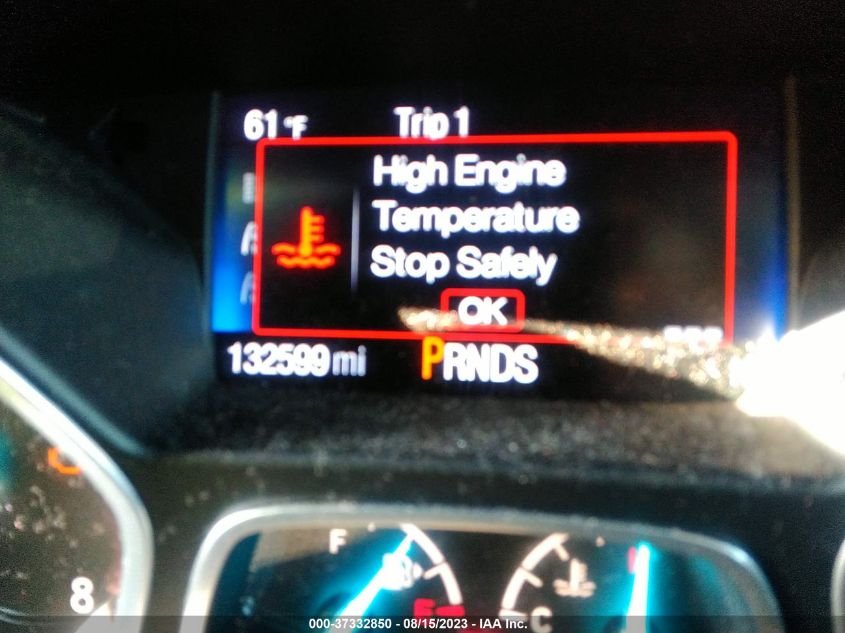 61 °F Trip 1
High Engine
Temperature
Stop Safely
OK
132599 mi PRNDS
F
8
E
C
H
000-37332850 - 08/15/2023 - IAA Inc.